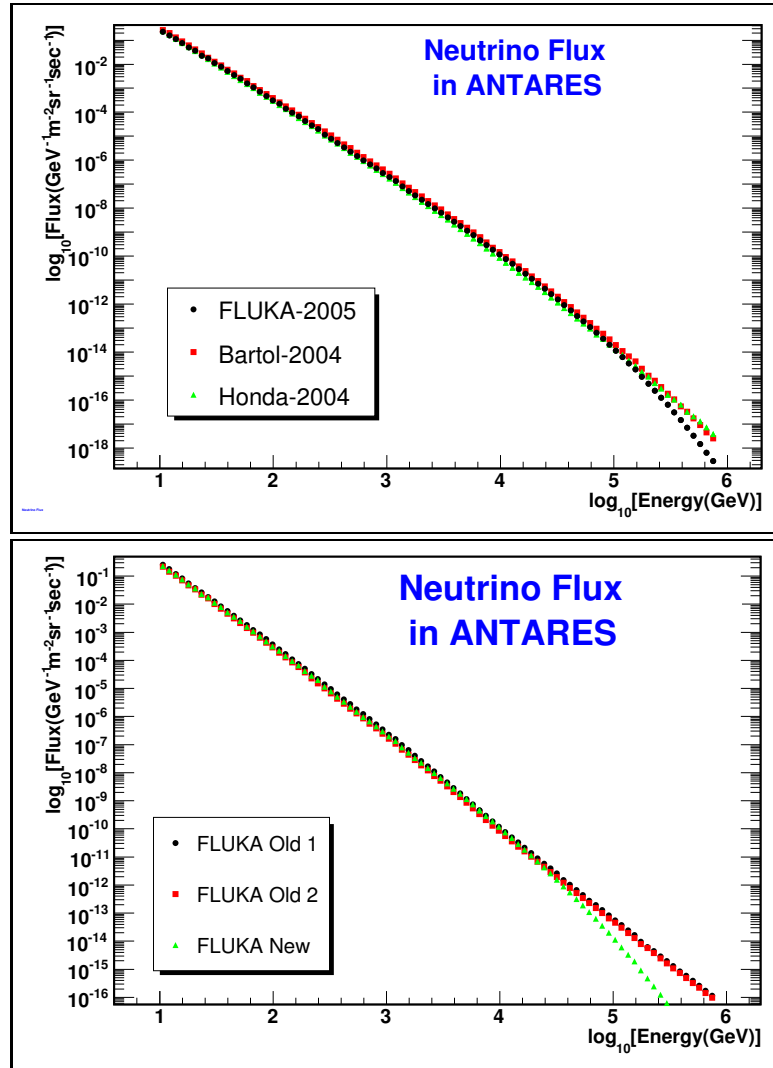 Neutrino Flux
in ANTARES
log10[Flux(GeV-1m-2sr-1sec-1)]
10-2
10-4
10-6
10-8
10-10
10-12
10-14
10-16
10-18
FLUKA-2005
Bartol-2004
Honda-2004
1 2 3 4 5 6
log10[Energy(GeV)]
Neutrino Flux
Neutrino Flux
in ANTARES
log10[Flux(GeV-1m-2sr-1sec-1)]
10-1
10-2
10-3
10-4
10-5
10-6
10-7
10-8
10-9
10-10
10-11
10-12
10-13
10-14
10-15
10-16
FLUKA Old 1
FLUKA Old 2
FLUKA New
1 2 3 4 5 6
log10[Energy(GeV)]